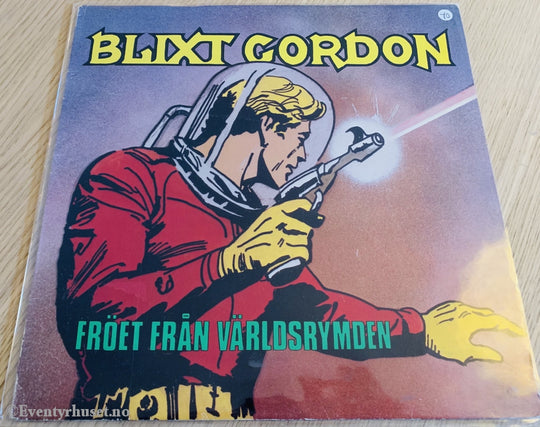 BLIXT GORDON
FRÖET FRÅN VÄRLDSRYMDEN
©Eventyrhuset.no